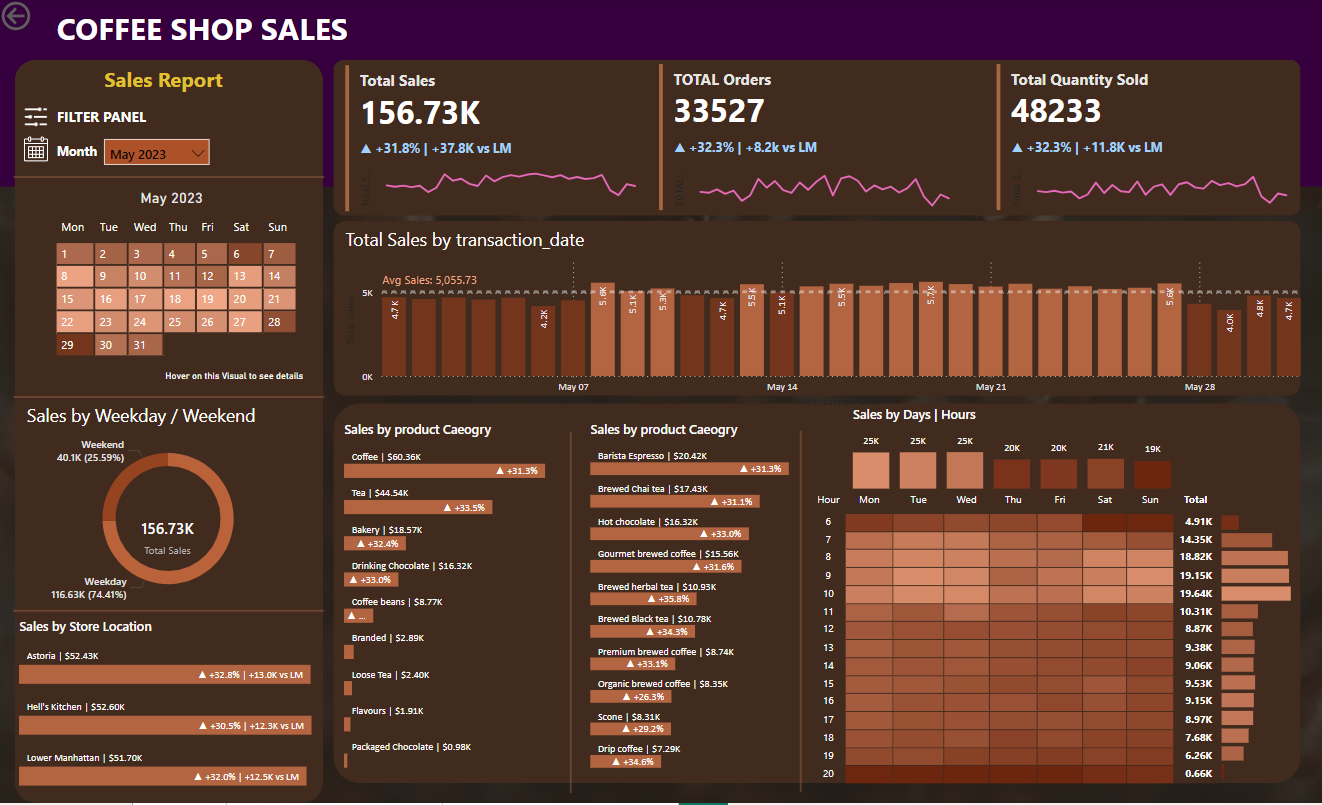 COFFEE SHOP SALES
Sales Report
FILTER PANEL
Month
May 2023
May 2023
Mon Tue Wed Thu Fri Sat Sun
1 2 3 4 5 6 7
8 9 10 11 12 13 14
15 16 17 18 19 20 21
22 23 24 25 26 27 28
29 30 31
Hover on this Visual to see details
Sales by Weekday / Weekend
Weekend
40.1K (25.59%)
156.73K
Total Sales
Weekday
116.63K (74.41%)
Sales by Store Location
Astoria | $52.43K
▲ +32.8% | +13.0K vs LM
Hell's Kitchen | $52.60K
▲ +30.5% | +12.3K vs LM
Lower Manhattan | $51.70K
▲ +32.0% | +12.5K vs LM
Total Sales
156.73K
▲ +31.8% | +37.8K vs LM
TOTAL Orders
33527
▲ +32.3% | +8.2k vs LM
Total Quantity Sold
48233
▲ +32.3% | +11.8K vs LM
Total Sales by transaction_date
Avg Sales: 5,055.73
Total Sales
5K
0K
4.7K 4.2K 5.6K 5.1K 5.3K 4.7K 5.5K 5.1K 5.5K 5.7K 5.6K 4.0K 4.8K 4.7K
May 07 May 14 May 21 May 28
Sales by product Caeogry
Coffee | $60.36K
▲ +31.3%
Tea | $44.54K
▲ +33.5%
Bakery | $18.57K
▲ +32.4%
Drinking Chocolate | $16.32K
▲ +33.0%
Coffee beans | $8.77K
▲ ...
Branded | $2.89K
Loose Tea | $2.40K
Flavours | $1.91K
Packaged Chocolate | $0.98K
Sales by product Caeogry
Barista Espresso | $20.42K
▲ +31.3%
Brewed Chai tea | $17.43K
▲ +31.1%
Hot chocolate | $16.32K
▲ +33.0%
Gourmet brewed coffee | $15.56K
▲ +31.6%
Brewed herbal tea | $10.93K
▲ +35.8%
Brewed Black tea | $10.78K
▲ +34.3%
Premium brewed coffee | $8.74K
▲ +33.1%
Organic brewed coffee | $8.35K
▲ +26.3%
Scone | $8.31K
▲ +29.2%
Drip coffee | $7.29K
▲ +34.6%
Sales by Days | Hours
25K 25K 25K 20K 20K 21K 19K
Hour Mon Tue Wed Thu Fri Sat Sun Total
6 4.91K
7 14.35K
8 18.82K
9 19.15K
10 19.64K
11 10.31K
12 8.87K
13 9.38K
14 9.06K
15 9.53K
16 9.15K
17 8.97K
18 7.68K
19 6.26K
20 0.66K